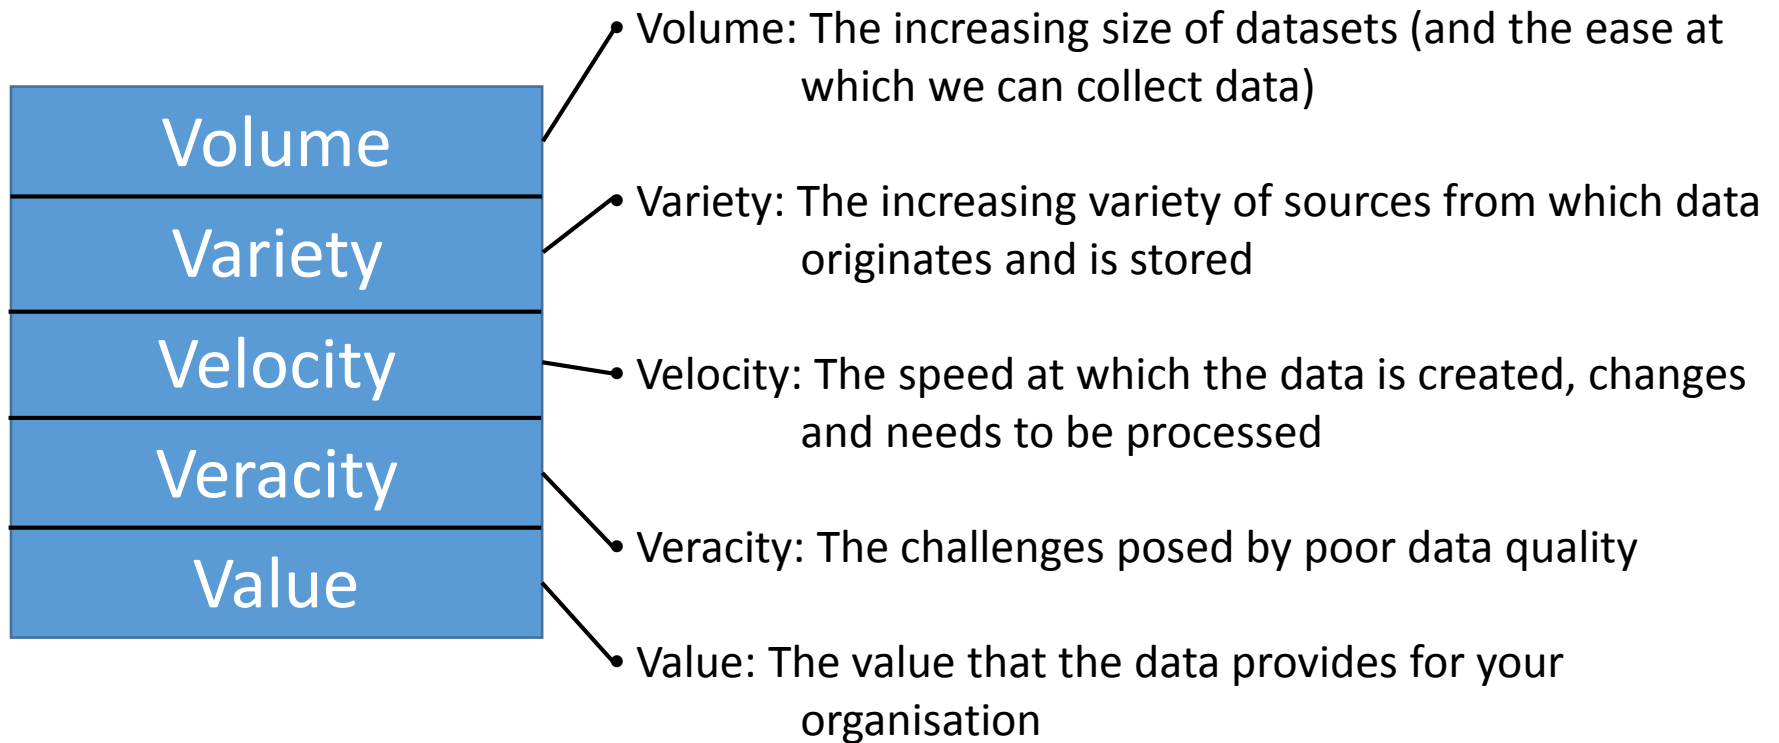 Volume
Variety
Velocity
Veracity
Value
• Volume: The increasing size of datasets (and the ease at
which we can collect data)
• Variety: The increasing variety of sources from which data
originates and is stored
• Velocity: The speed at which the data is created, changes
and needs to be processed
• Veracity: The challenges posed by poor data quality
• Value: The value that the data provides for your
organisation